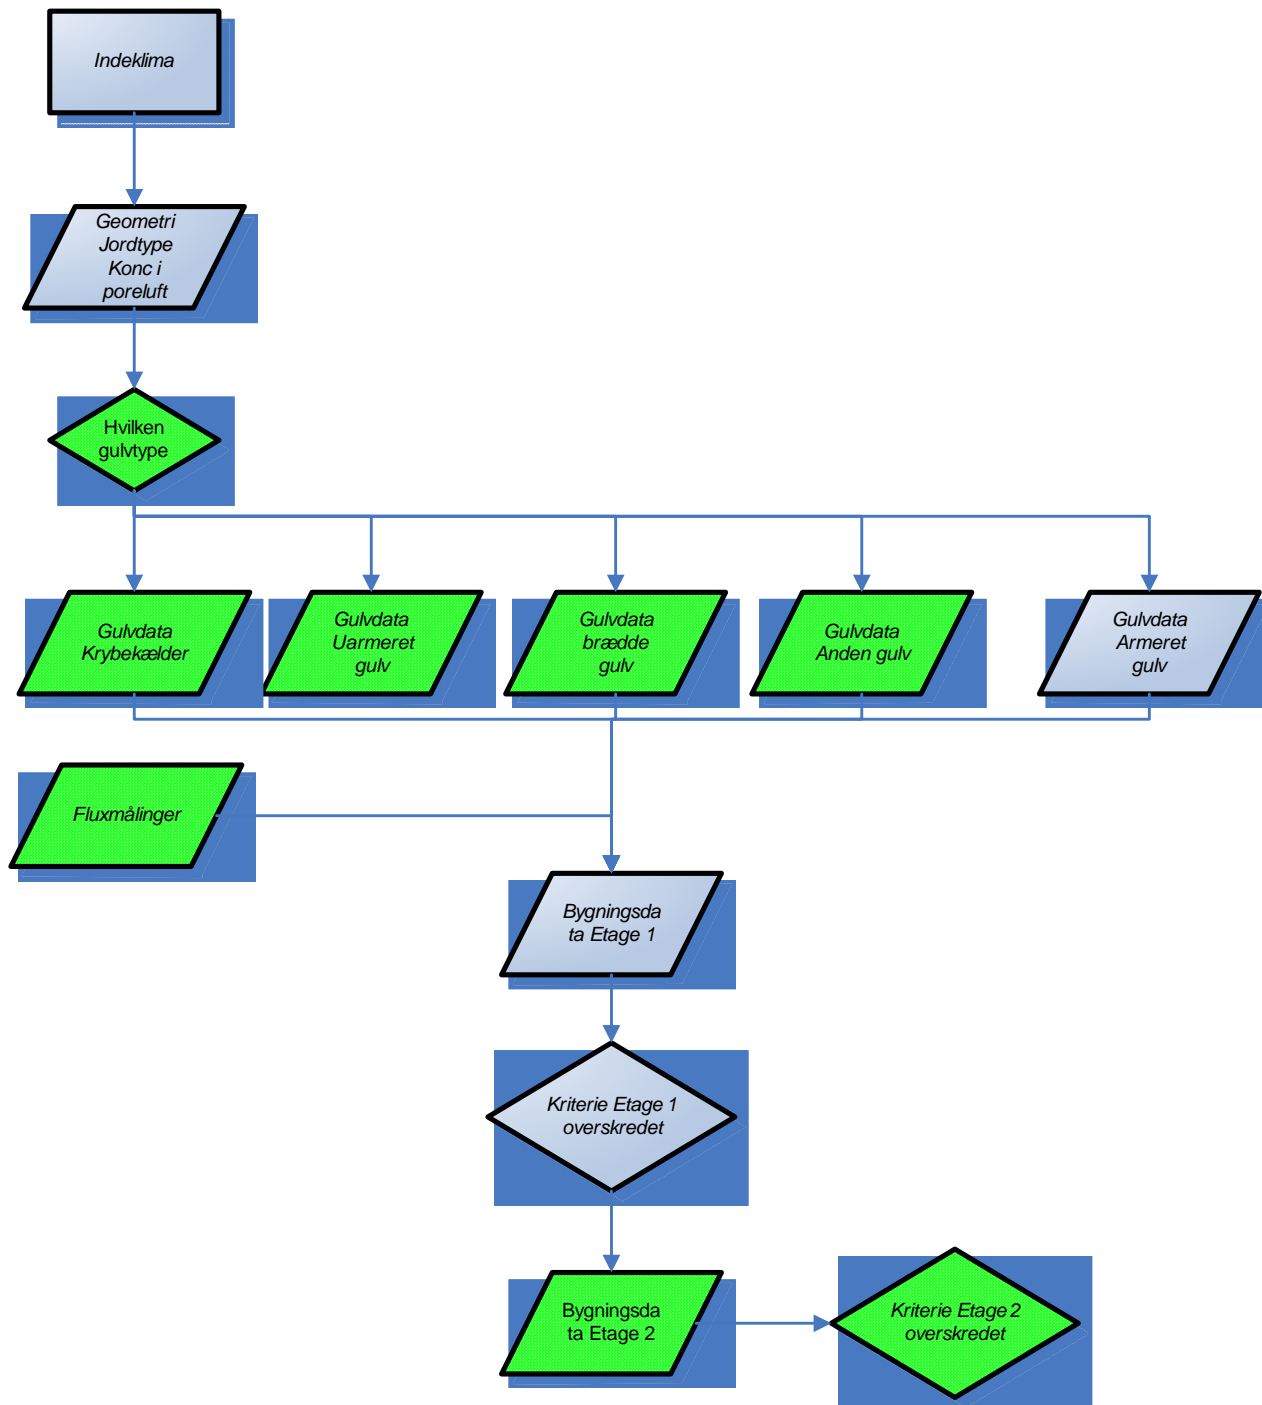 Indeklima
Geometri
Jordtype
Konc i
poreluft
Hvilken
gulvtype
Gulvdata
Krybekælder
Gulvdata
Uarmeret
gulv
Gulvdata
brædde
gulv
Gulvdata
Anden gulv
Gulvdata
Armeret
gulv
Fluxmålinger
Bygningsda
ta Etage 1
Kriterie Etage 1
overskredet
Bygningsda
ta Etage 2
Kriterie Etage 2
overskredet